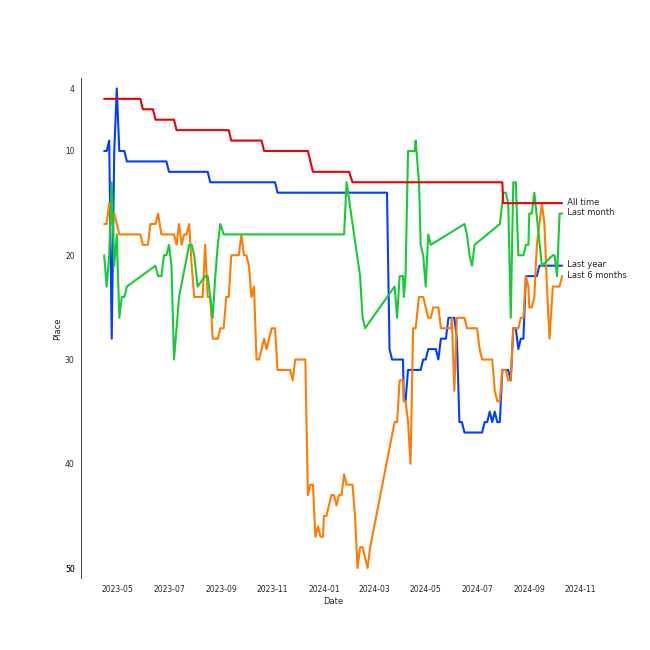 4
10
20
30
40
50
Place
2023-05
2023-07
2023-09
2023-11
2024-01
2024-03
2024-05
2024-07
2024-09
2024-11
Date
All time
Last month
Last year
Last 6 months